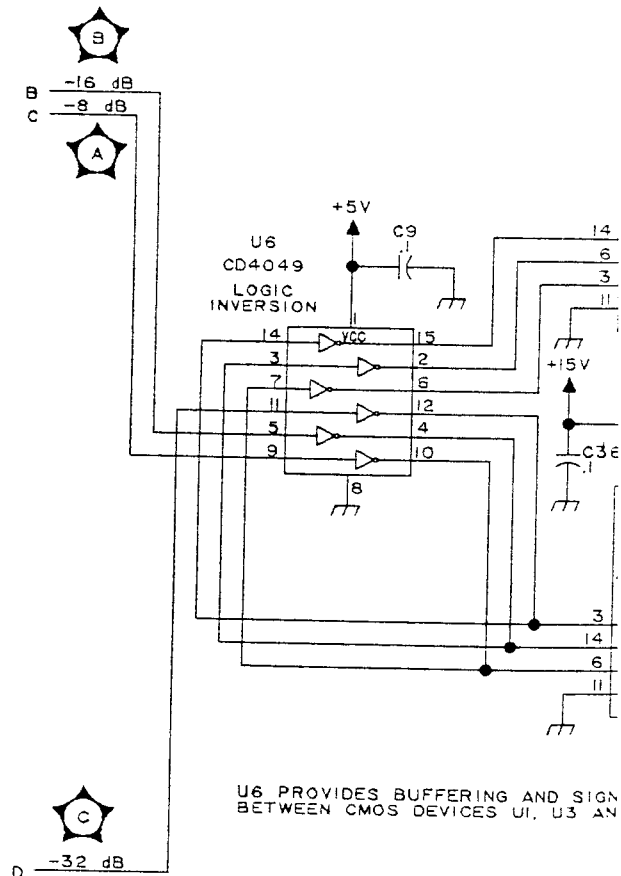 B
B -16 dB
C -8 dB
A
+5V
U6
CD4049
LOGIC
INVERSION
C9
.1
14
6
3
11
1
VCC
14 15
3 2
7 6
11 12
5 4
9 10
8
+15V
C36
.1
3
14
6
11
U6 PROVIDES BUFFERING AND SIGN
BETWEEN CMOS DEVICES U1, U3 AN
C
D -32 dB